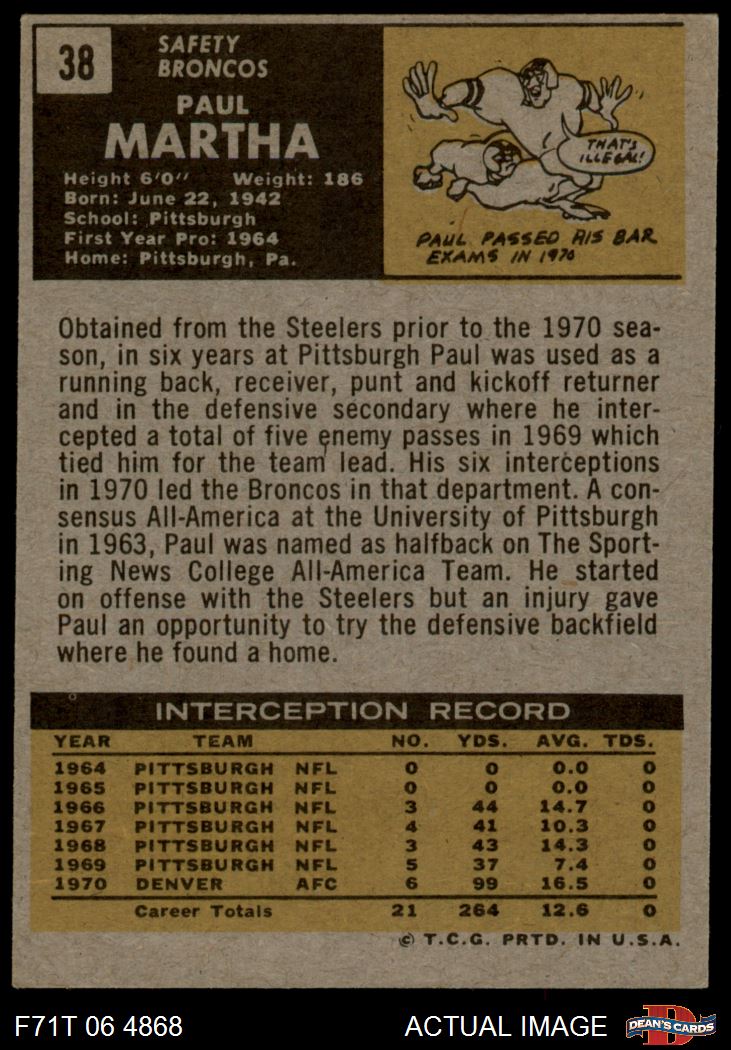 38
SAFETY
BRONCOS
PAUL
MARTHA
Height 6'0" Weight: 186
Born: June 22, 1942
School: Pittsburgh
First Year Pro: 1964
Home: Pittsburgh, Pa.
THAT'S
ILLEGAL!
PAUL PASSED HIS BAR
EXAMS IN 1970
Obtained from the Steelers prior to the 1970 sea-
son, in six years at Pittsburgh Paul was used as a
running back, receiver, punt and kickoff returner
and in the defensive secondary where he inter-
cepted a total of five enemy passes in 1969 which
tied him for the team lead. His six interceptions
in 1970 led the Broncos in that department. A con-
sensus All-America at the University of Pittsburgh
in 1963, Paul was named as halfback on The Sport-
ing News College All-America Team. He started
on offense with the Steelers but an injury gave
Paul an opportunity to try the defensive backfield
where he found a home.
INTERCEPTION RECORD
YEAR TEAM NO. YDS. AVG. TDS.
1964 PITTSBURGH NFL 0 0 0.0 0
1965 PITTSBURGH NFL 0 0 0.0 0
1966 PITTSBURGH NFL 3 44 14.7 0
1967 PITTSBURGH NFL 4 41 10.3 0
1968 PITTSBURGH NFL 3 43 14.3 0
1969 PITTSBURGH NFL 5 37 7.4 0
1970 DENVER AFC 6 99 16.5 0
Career Totals 21 264 12.6 0
© T.C.G. PRTD. IN U.S.A.
F71T 06 4868 ACTUAL IMAGE D DEAN'S CARDS